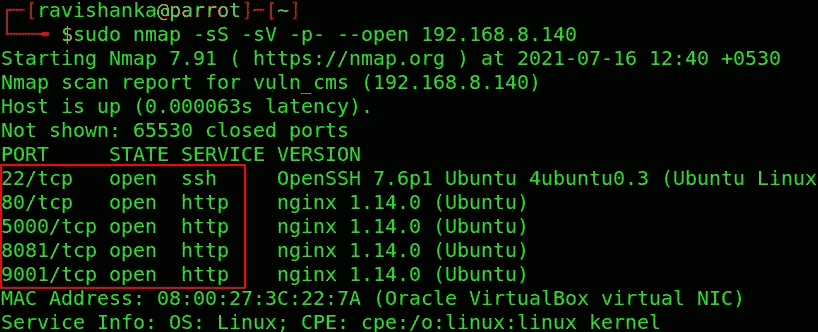 ┌─[ravishanka@parrot]─[~]
└──╼ $sudo nmap -sS -sV -p- --open 192.168.8.140
Starting Nmap 7.91 ( https://nmap.org ) at 2021-07-16 12:40 +0530
Nmap scan report for vuln_cms (192.168.8.140)
Host is up (0.000063s latency).
Not shown: 65530 closed ports
PORT     STATE SERVICE VERSION
22/tcp   open  ssh     OpenSSH 7.6p1 Ubuntu 4ubuntu0.3 (Ubuntu Linux
80/tcp   open  http    nginx 1.14.0 (Ubuntu)
5000/tcp open  http    nginx 1.14.0 (Ubuntu)
8081/tcp open  http    nginx 1.14.0 (Ubuntu)
9001/tcp open  http    nginx 1.14.0 (Ubuntu)
MAC Address: 08:00:27:3C:22:7A (Oracle VirtualBox virtual NIC)
Service Info: OS: Linux; CPE: cpe:/o:linux:linux kernel